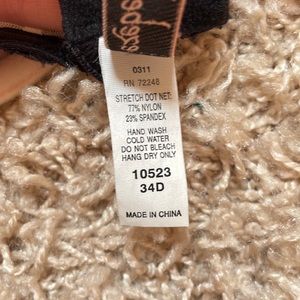 0311
RN 72248
STRETCH DOT NET:
77% NYLON
23% SPANDEX
HAND WASH
COLD WATER
DO NOT BLEACH
HANG DRY ONLY
10523
34D
MADE IN CHINA